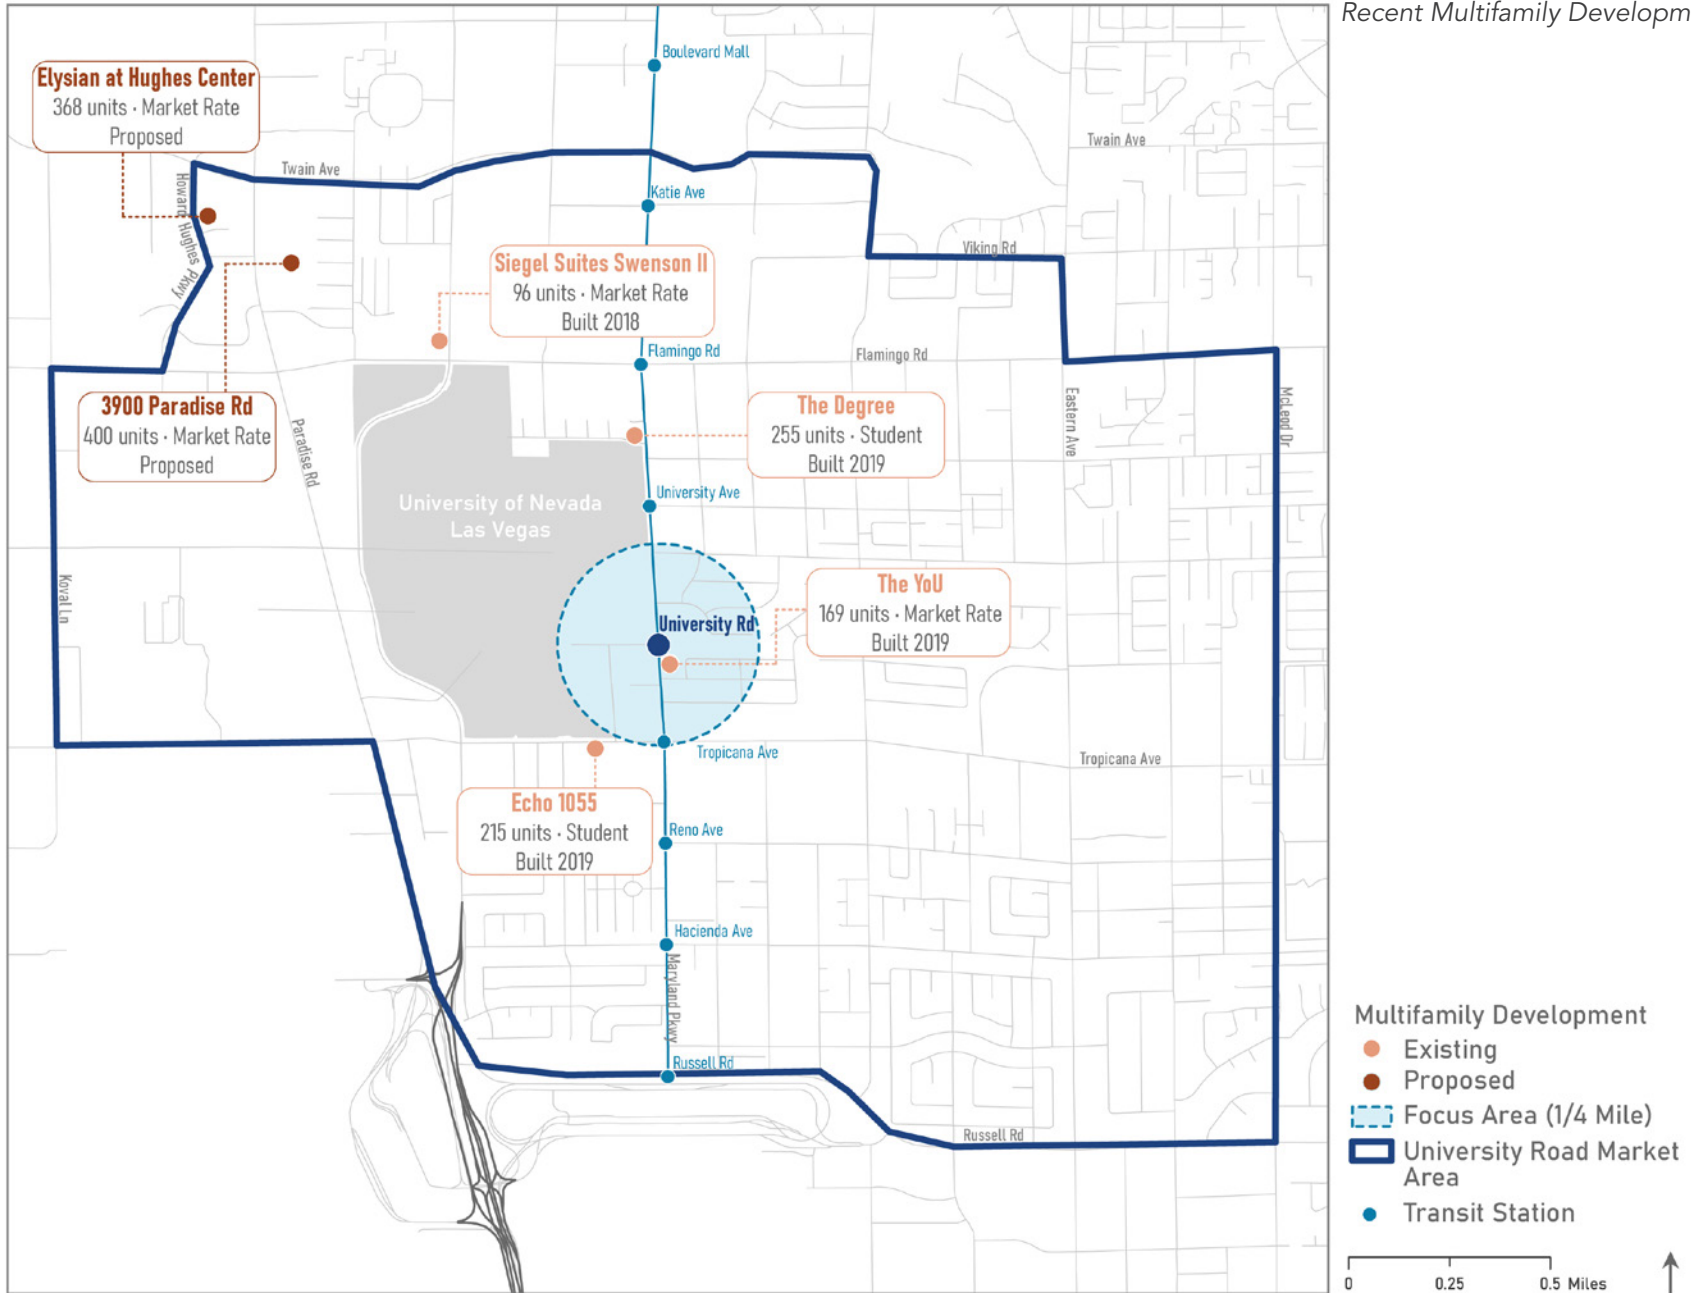 Recent Multifamily Developm
Boulevard Mall
Elysian at Hughes Center
368 units · Market Rate
Proposed
Twain Ave
Twain Ave
Howard Hughes Pkwy
Katie Ave
Viking Rd
Siegel Suites Swenson II
96 units · Market Rate
Built 2018
Flamingo Rd
Flamingo Rd
3900 Paradise Rd
400 units · Market Rate
Proposed
Paradise Rd
The Degree
255 units · Student
Built 2019
Eastern Ave
McLeod Dr
University of Nevada
Las Vegas
University Ave
Koval Ln
The YoU
169 units · Market Rate
Built 2019
University Rd
Tropicana Ave
Tropicana Ave
Echo 1055
215 units · Student
Built 2019
Reno Ave
Hacienda Ave
Maryland Pkwy
Russell Rd
Russell Rd
Multifamily Development
Existing
Proposed
Focus Area (1/4 Mile)
University Road Market
Area
Transit Station
0 0.25 0.5 Miles